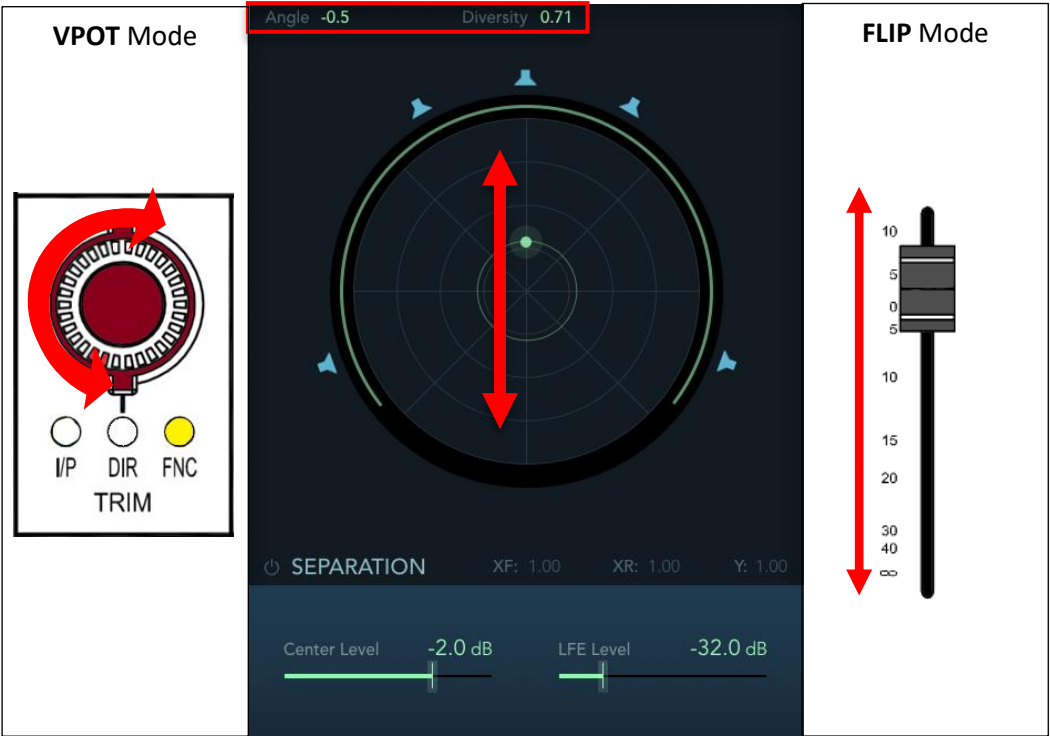 VPOT Mode
I/P DIR FNC
TRIM
Angle -0.5 Diversity 0.71
SEPARATION XF: 1.00 XR: 1.00 Y: 1.00
Center Level -2.0 dB LFE Level -32.0 dB
FLIP Mode
10
5
0
5
10
15
20
30
40
∞